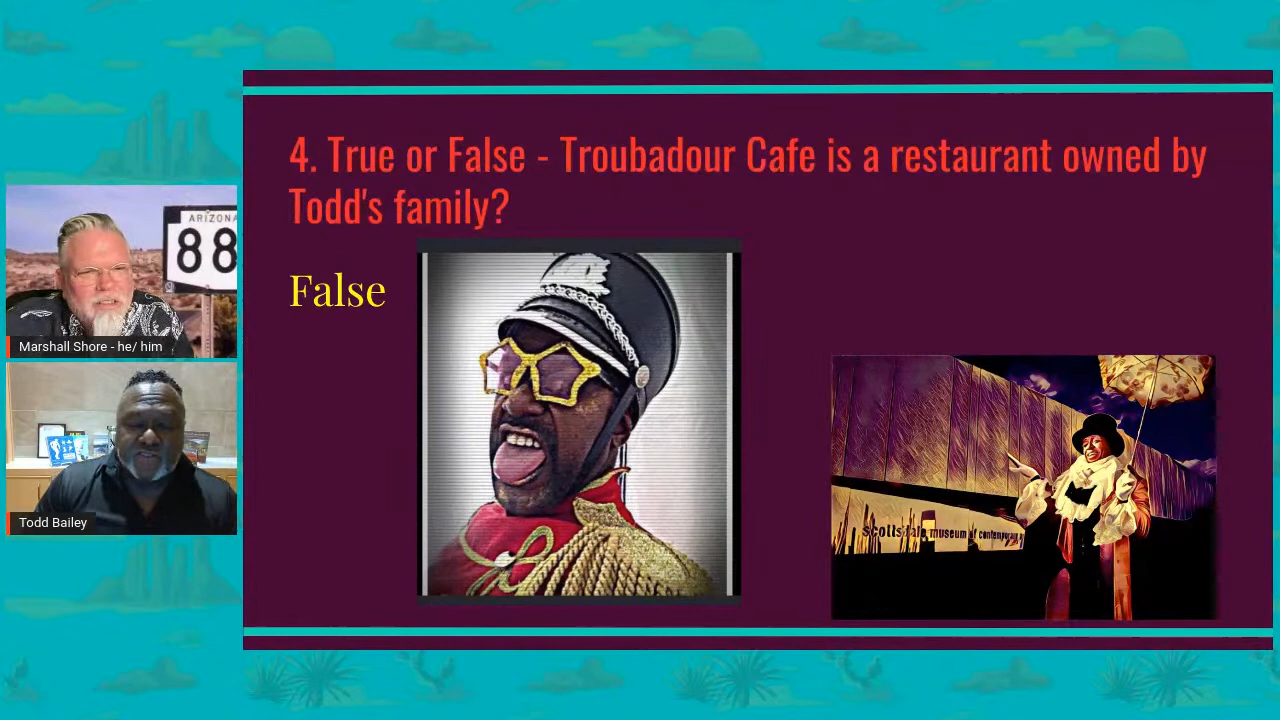 4. True or False - Troubadour Cafe is a restaurant owned by
Todd's family?
False
ARIZONA
88
Marshall Shore - he/ him
Todd Bailey
scottsdale museum of contemporary